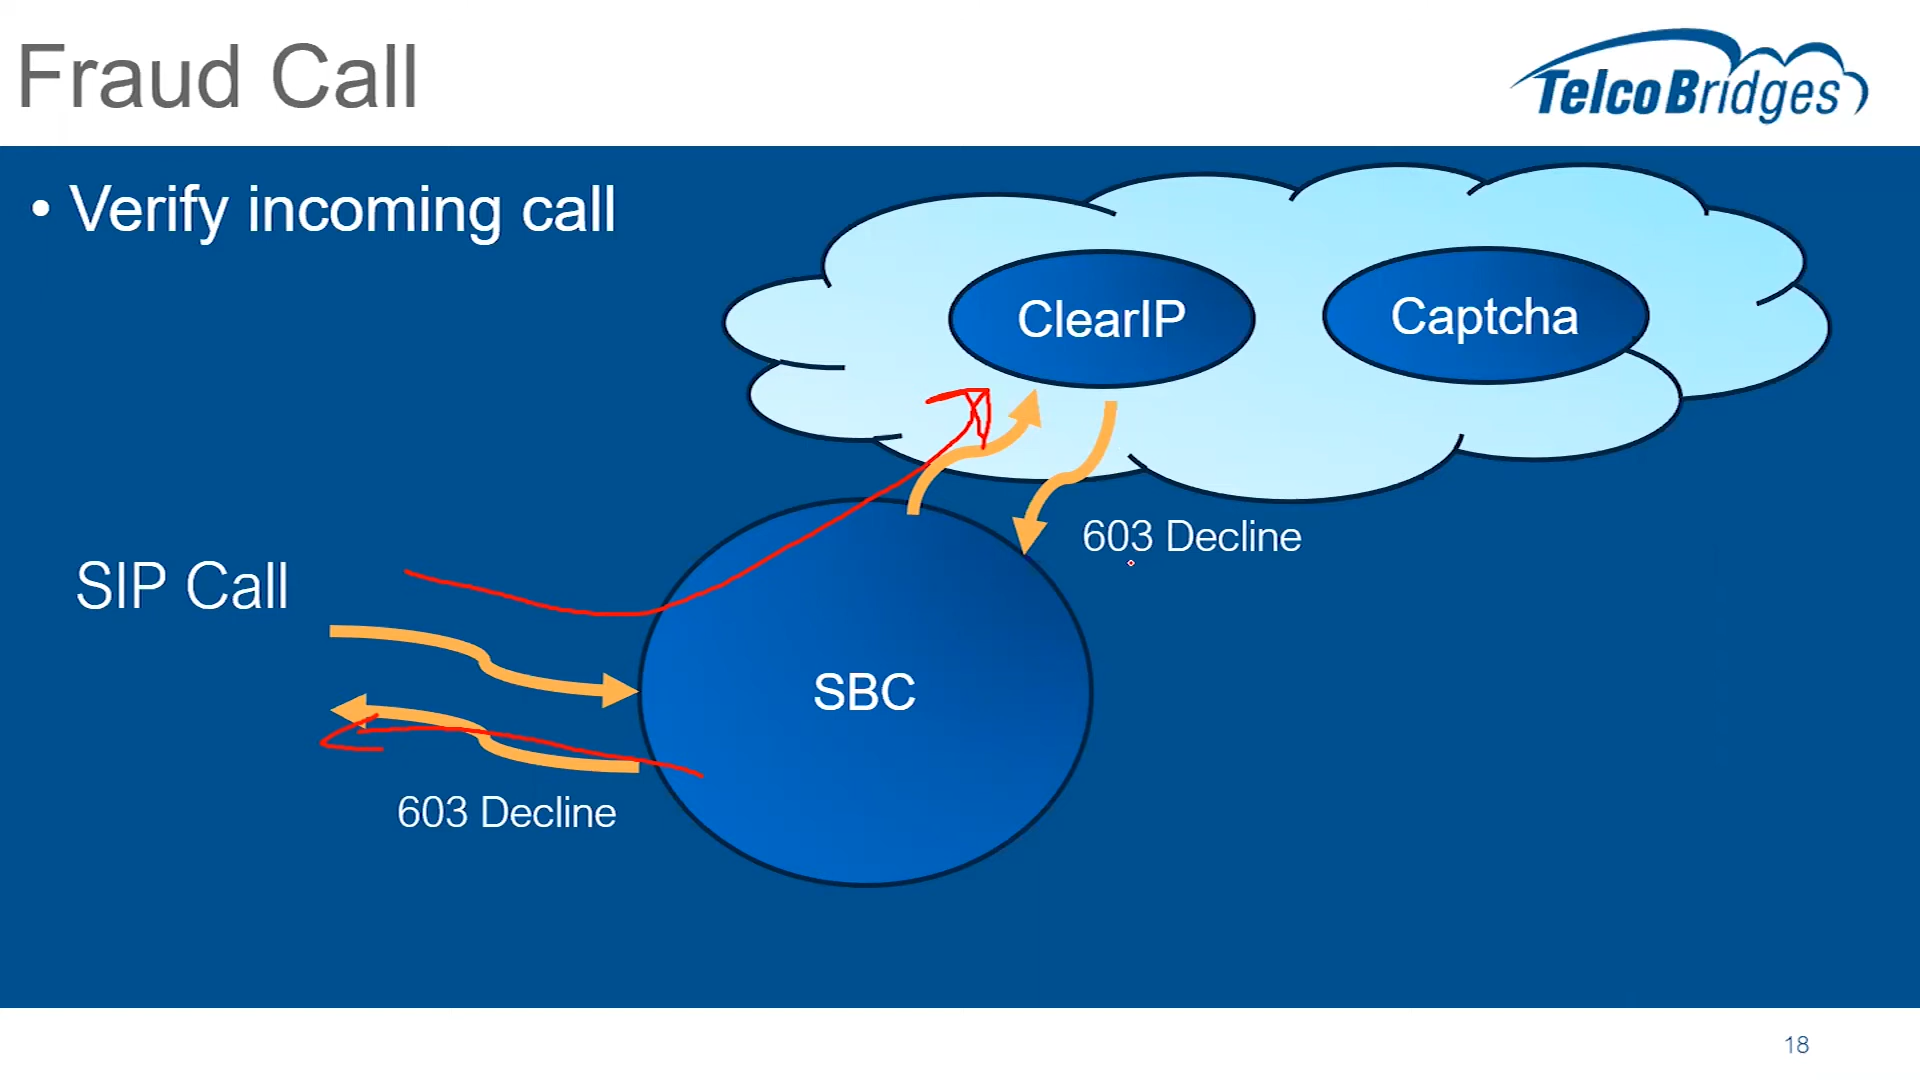 Fraud Call
TelcoBridges
• Verify incoming call
ClearIP
Captcha
603 Decline
SIP Call
SBC
603 Decline
18